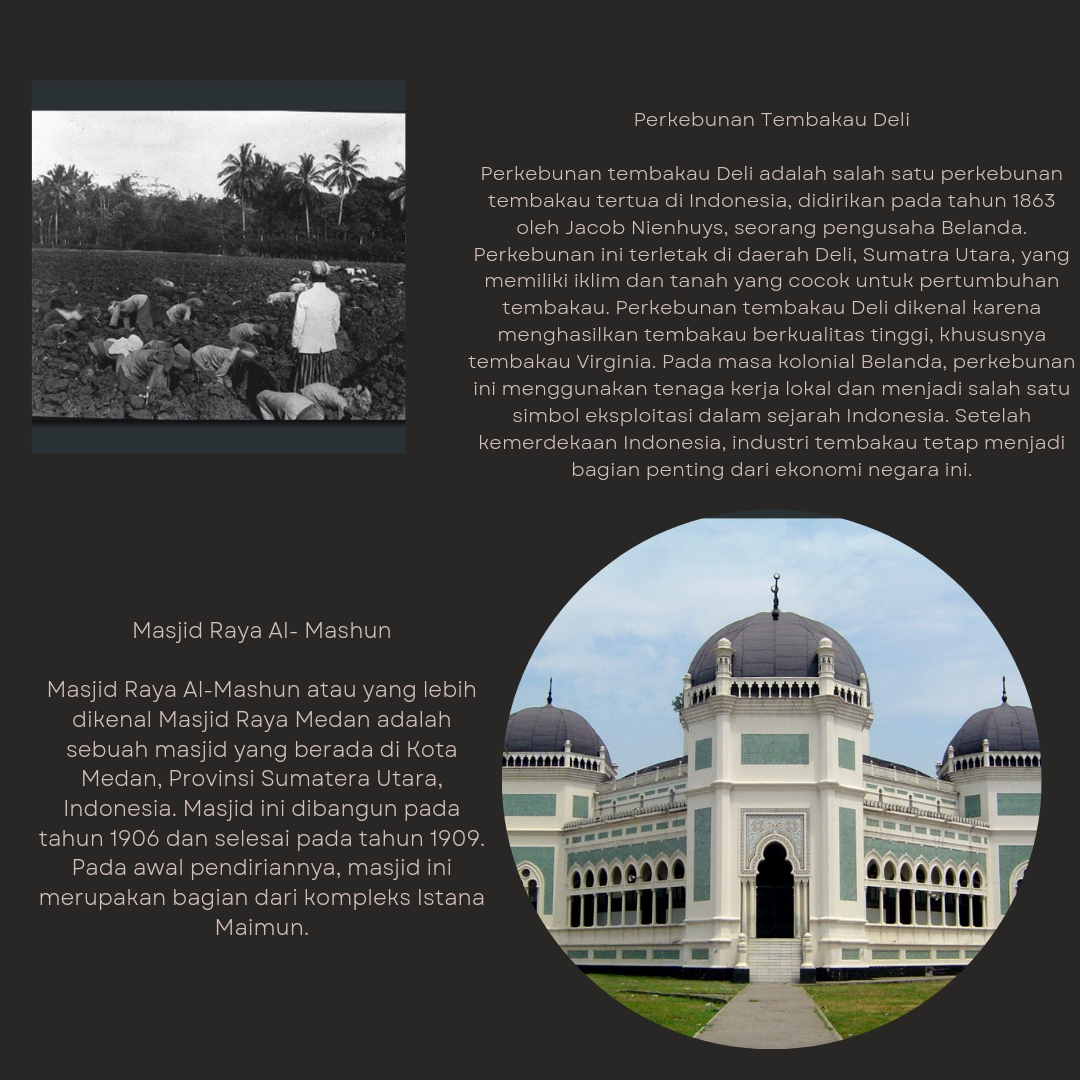 Perkebunan Tembakau Deli
Perkebunan tembakau Deli adalah salah satu perkebunan
tembakau tertua di Indonesia, didirikan pada tahun 1863
oleh Jacob Nienhuys, seorang pengusaha Belanda.
Perkebunan ini terletak di daerah Deli, Sumatra Utara, yang
memiliki iklim dan tanah yang cocok untuk pertumbuhan
tembakau. Perkebunan tembakau Deli dikenal karena
menghasilkan tembakau berkualitas tinggi, khususnya
tembakau Virginia. Pada masa kolonial Belanda, perkebunan
ini menggunakan tenaga kerja lokal dan menjadi salah satu
simbol eksploitasi dalam sejarah Indonesia. Setelah
kemerdekaan Indonesia, industri tembakau tetap menjadi
bagian penting dari ekonomi negara ini.
Masjid Raya Al- Mashun
Masjid Raya Al-Mashun atau yang lebih
dikenal Masjid Raya Medan adalah
sebuah masjid yang berada di Kota
Medan, Provinsi Sumatera Utara,
Indonesia. Masjid ini dibangun pada
tahun 1906 dan selesai pada tahun 1909.
Pada awal pendiriannya, masjid ini
merupakan bagian dari kompleks Istana
Maimun.